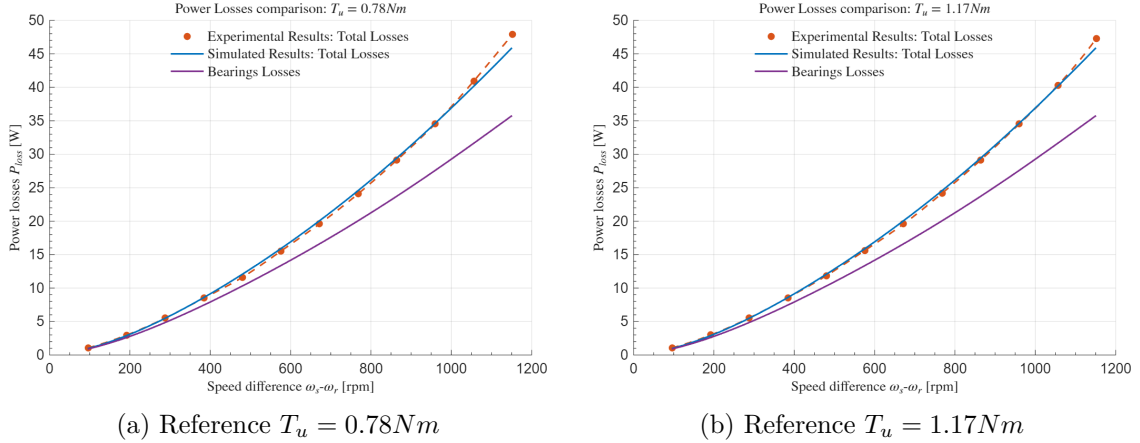 Power Losses comparison: T_u = 0.78Nm
50
45
40
35
30
25
20
15
10
5
0
Power losses P_loss [W]
Experimental Results: Total Losses
Simulated Results: Total Losses
Bearings Losses
0 200 400 600 800 1000 1200
Speed difference ω_s-ω_r [rpm]
(a) Reference T_u = 0.78Nm
Power Losses comparison: T_u = 1.17Nm
50
45
40
35
30
25
20
15
10
5
0
Power losses P_loss [W]
Experimental Results: Total Losses
Simulated Results: Total Losses
Bearings Losses
0 200 400 600 800 1000 1200
Speed difference ω_s-ω_r [rpm]
(b) Reference T_u = 1.17Nm